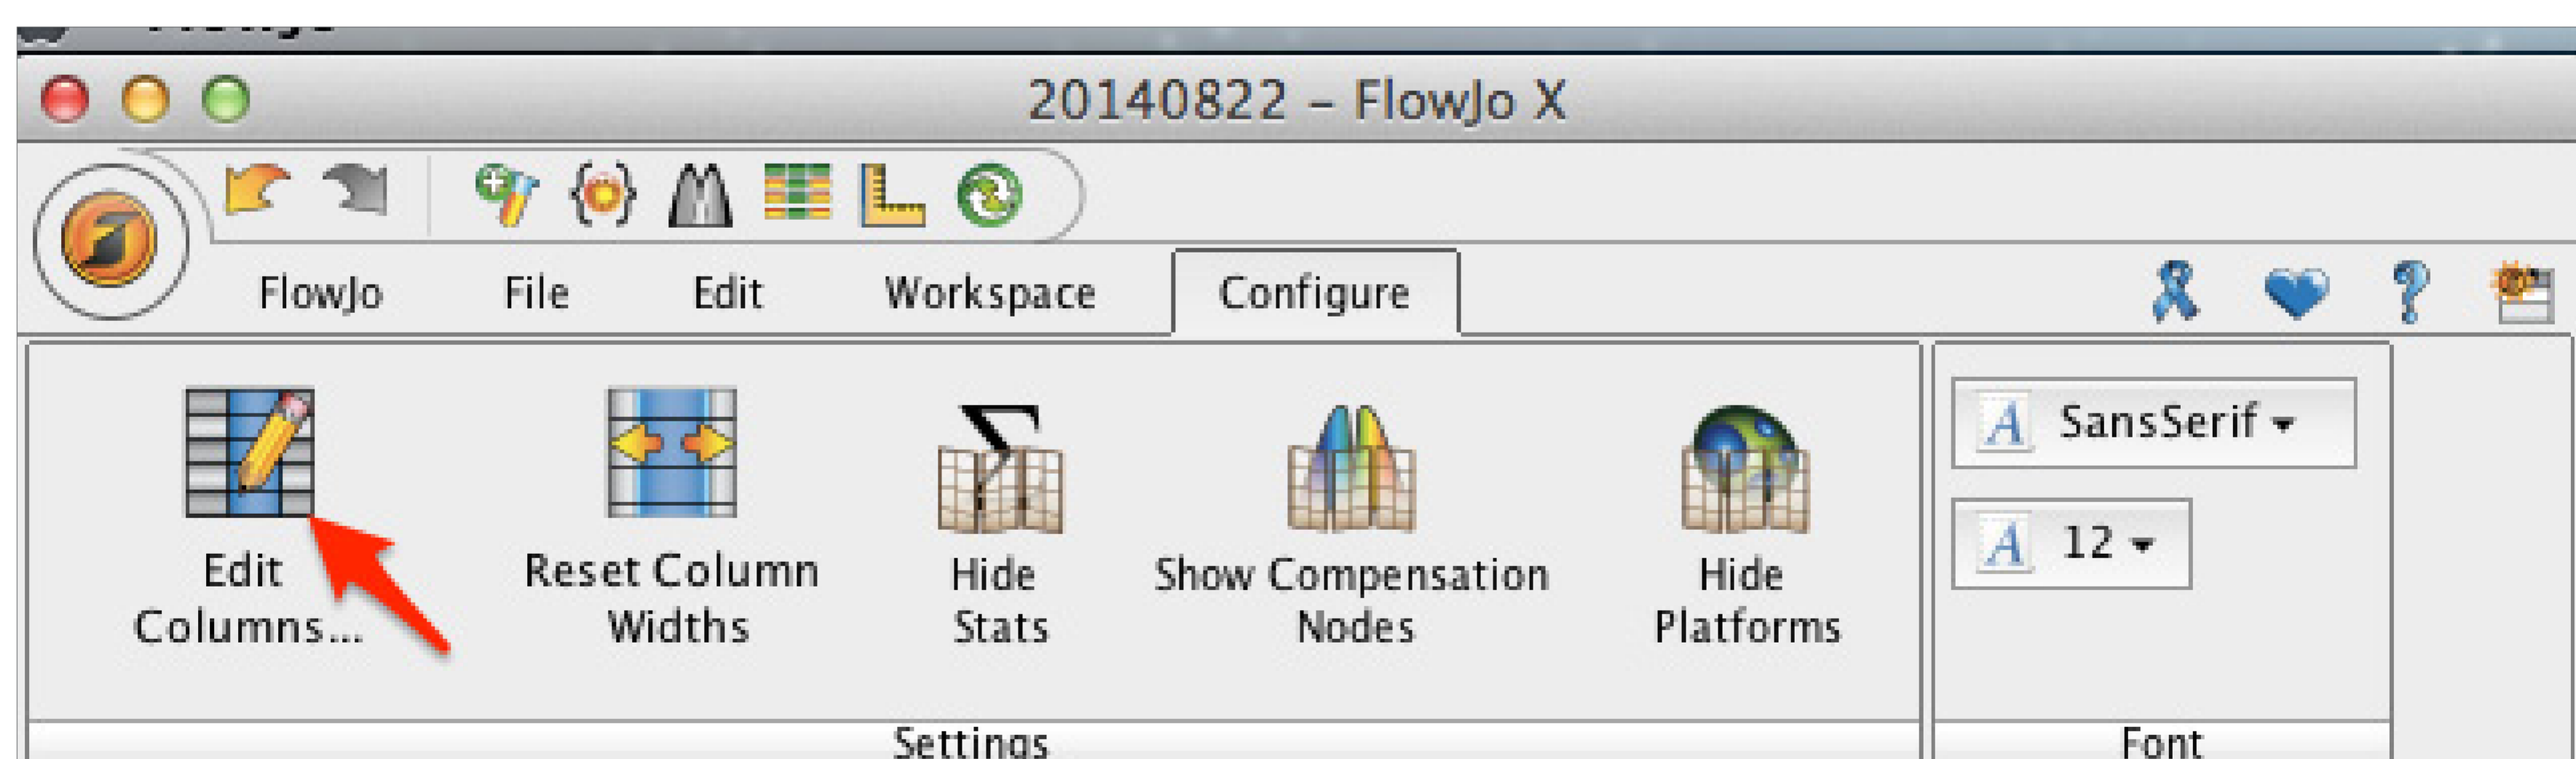 20140822 – FlowJo X
FlowJo File Edit Workspace Configure
Edit Columns...
Reset Column Widths
Hide Stats
Show Compensation Nodes
Hide Platforms
SansSerif
12
Settings
Font